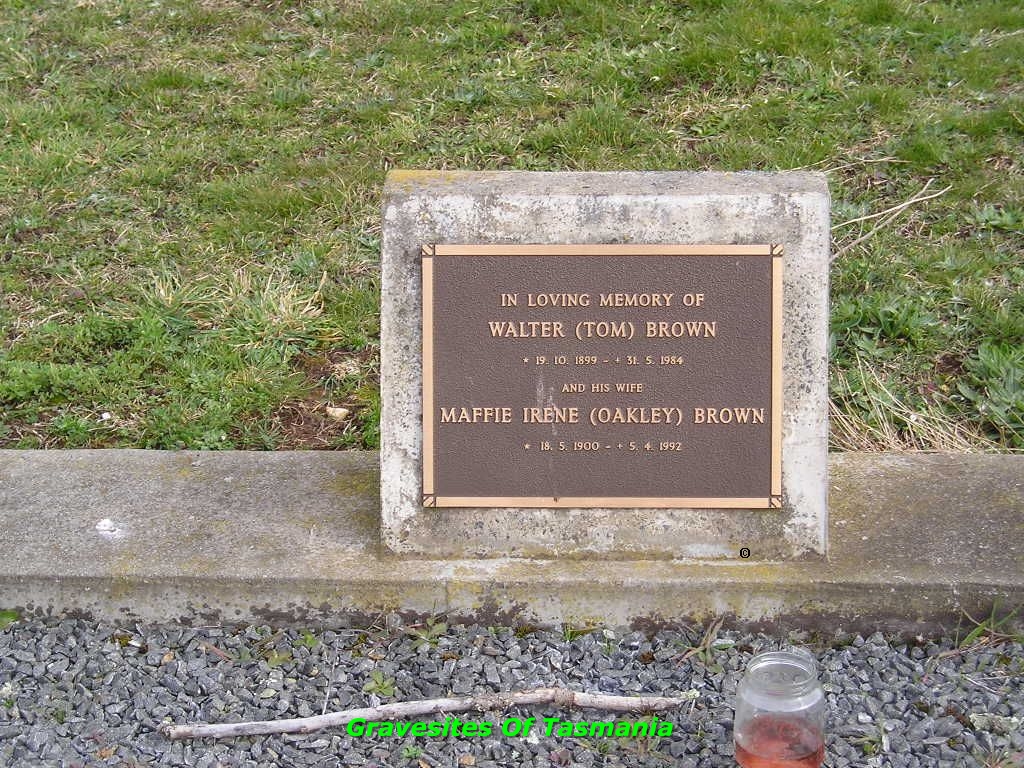 IN LOVING MEMORY OF
WALTER (TOM) BROWN
* 19. 10. 1899 – + 31. 5. 1984
AND HIS WIFE
MAFFIE IRENE (OAKLEY) BROWN
* 18. 5. 1900 – + 5. 4. 1992
©
Gravesites Of Tasmania